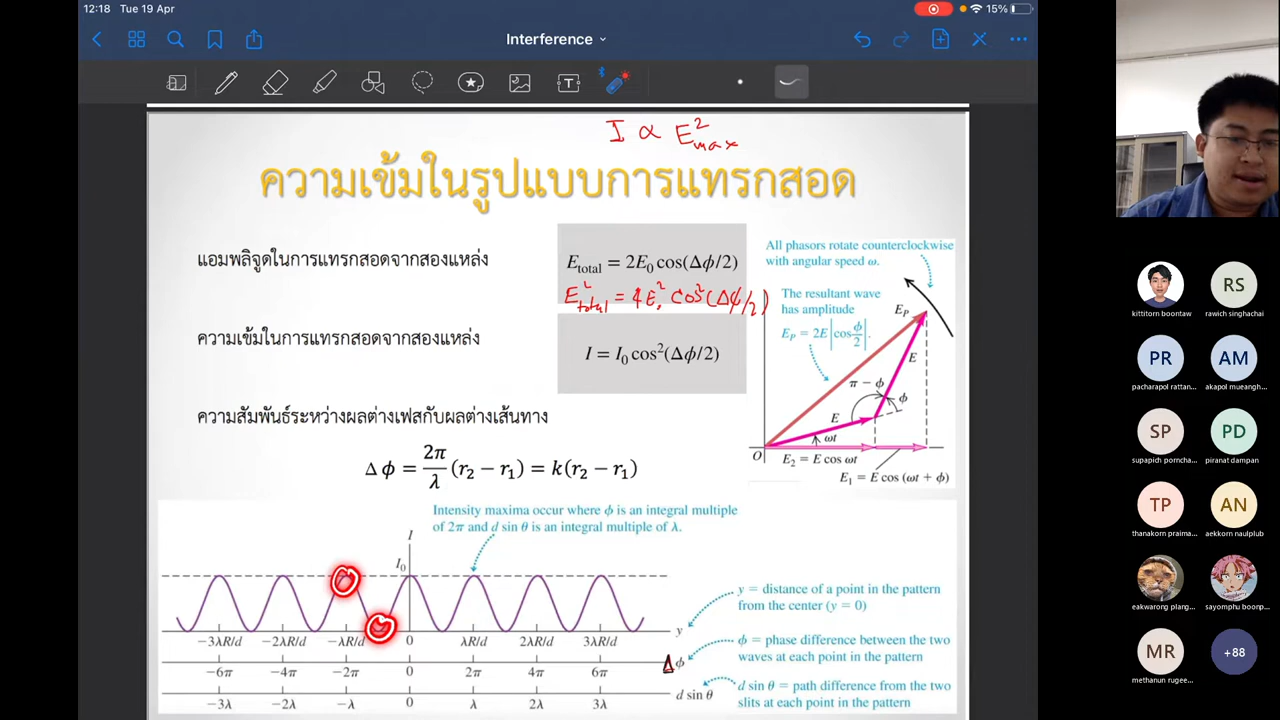 12:18 Tue 19 Apr
15%
Interference
I ∝ E²max
ความเข้มในรูปแบบการแทรกสอด
แอมพลิจูดในการแทรกสอดจากสองแหล่ง
E_total = 2E₀ cos(Δϕ/2)
E²_total = 4E₀² cos²(Δϕ/2)
ความเข้มในการแทรกสอดจากสองแหล่ง
I = I₀ cos²(Δϕ/2)
ความสัมพันธ์ระหว่างผลต่างเฟสกับผลต่างเส้นทาง
Δ ϕ = 2π/λ (r₂ − r₁) = k(r₂ − r₁)
All phasors rotate counterclockwise
with angular speed ω.
The resultant wave
has amplitude
E_P = 2E|cos ϕ/2|.
E_P
E
π − ϕ
ϕ
E
ωt
O
E₂ = E cos ωt
E₁ = E cos (ωt + ϕ)
Intensity maxima occur where ϕ is an integral multiple
of 2π and d sin θ is an integral multiple of λ.
I
I₀
−3λR/d −2λR/d −λR/d 0 λR/d 2λR/d 3λR/d y
−6π −4π −2π 0 2π 4π 6π Δϕ
−3λ −2λ −λ 0 λ 2λ 3λ d sin θ
y = distance of a point in the pattern
from the center (y = 0)
ϕ = phase difference between the two
waves at each point in the pattern
d sin θ = path difference from the two
slits at each point in the pattern
kittitorn boontaw
RS
rawich singhachai
PR
pacharapol rattan...
AM
akapol mueangh...
SP
supapich porncha...
PD
piranat dampan
TP
thanakorn praima...
AN
aekkorn naulplub
eakwarong plang...
sayomphu boonp...
MR
methanun rugee...
+88